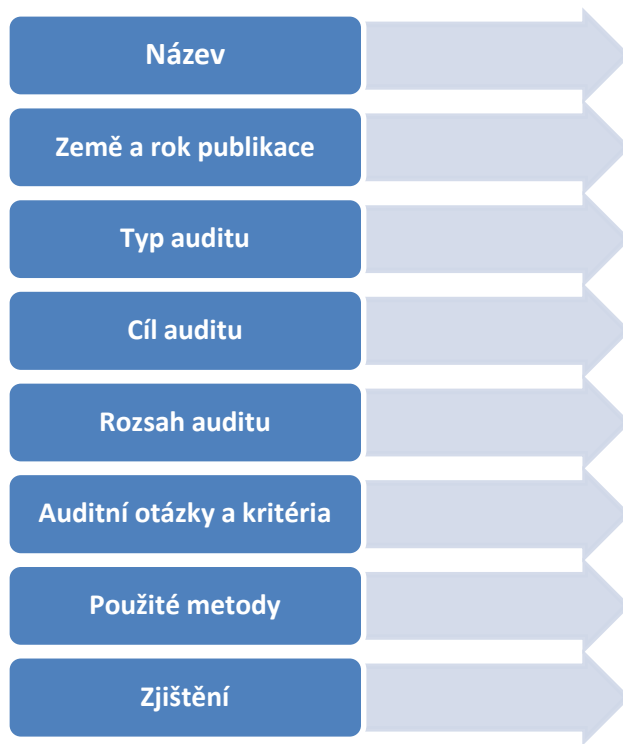 Název
Země a rok publikace
Typ auditu
Cíl auditu
Rozsah auditu
Auditní otázky a kritéria
Použité metody
Zjištění